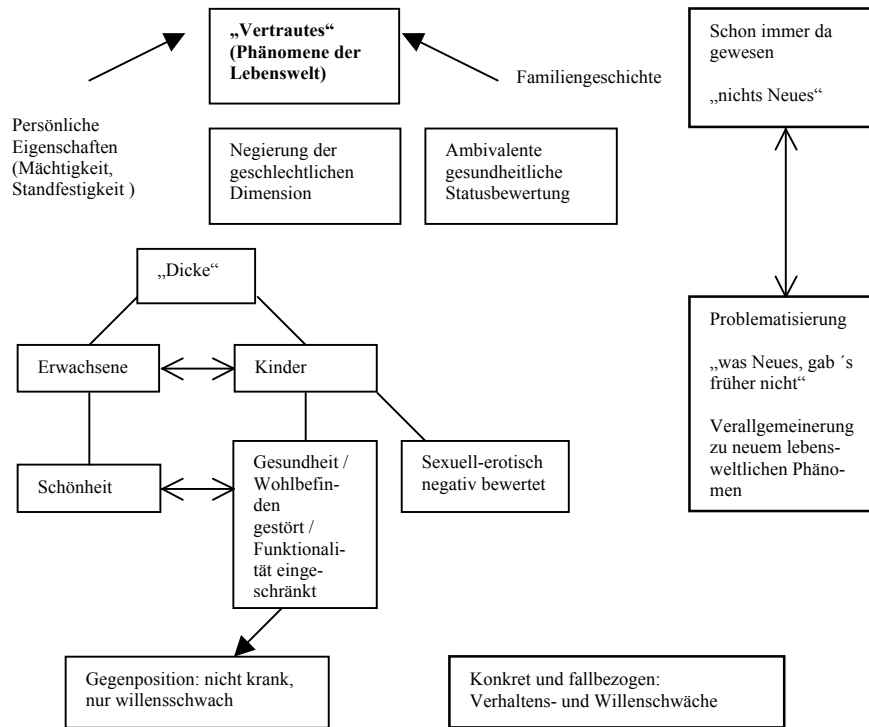 „Vertrautes“
(Phänomene der
Lebenswelt)
Familiengeschichte
Schon immer da
gewesen
„nichts Neues“
Persönliche
Eigenschaften
(Mächtigkeit,
Standfestigkeit )
Negierung der
geschlechtlichen
Dimension
Ambivalente
gesundheitliche
Statusbewertung
„Dicke“
Erwachsene
Kinder
Schönheit
Gesundheit /
Wohlbefin-
den
gestört /
Funktionali-
tät einge-
schränkt
Sexuell-erotisch
negativ bewertet
Problematisierung
„was Neues, gab ´s
früher nicht“
Verallgemeinerung
zu neuem lebens-
weltlichen Phäno-
men
Gegenposition: nicht krank,
nur willensschwach
Konkret und fallbezogen:
Verhaltens- und Willenschwäche